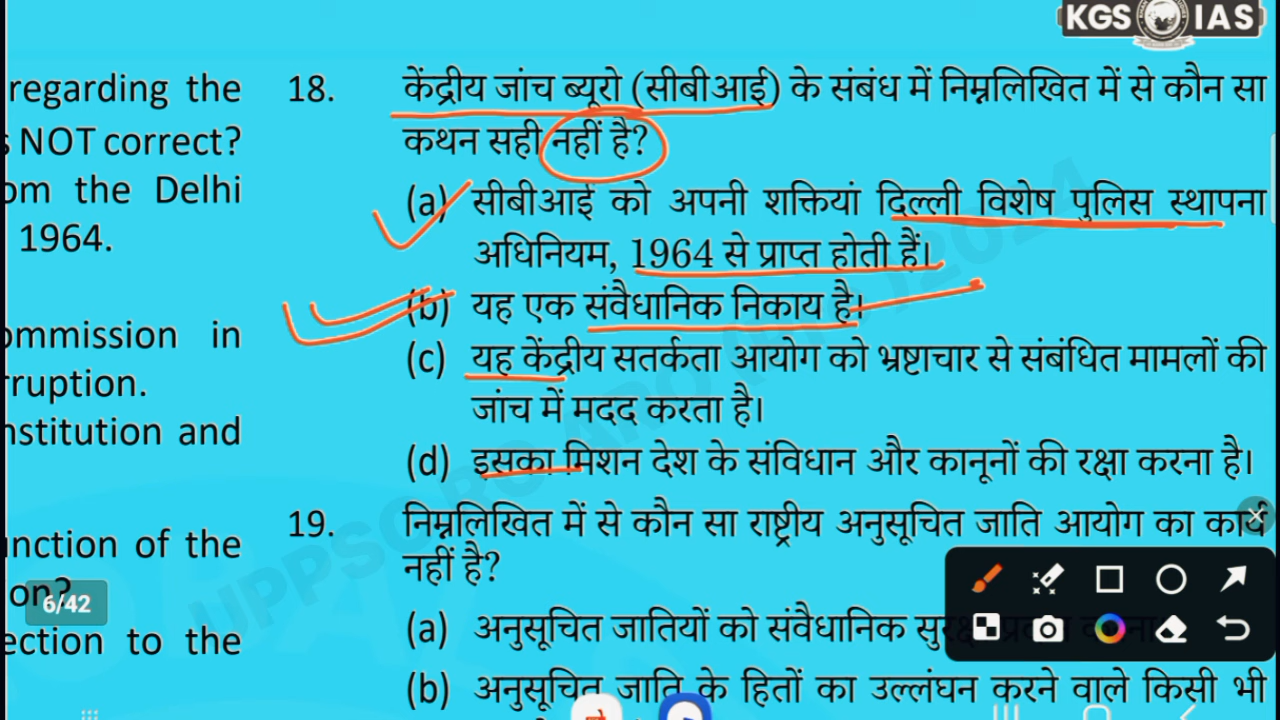 KGS IAS
regarding the
NOT correct?
om the Delhi
1964.
ommission in
rruption.
nstitution and
unction of the
on?
ection to the
18. केंद्रीय जांच ब्यूरो (सीबीआई) के संबंध में निम्नलिखित में से कौन सा
कथन सही नहीं है?
(a) सीबीआई को अपनी शक्तियां दिल्ली विशेष पुलिस स्थापना
अधिनियम, 1964 से प्राप्त होती हैं।
(b) यह एक संवैधानिक निकाय है।
(c) यह केंद्रीय सतर्कता आयोग को भ्रष्टाचार से संबंधित मामलों की
जांच में मदद करता है।
(d) इसका मिशन देश के संविधान और कानूनों की रक्षा करना है।
19. निम्नलिखित में से कौन सा राष्ट्रीय अनुसूचित जाति आयोग का कार्य
नहीं है?
(a) अनुसूचित जातियों को संवैधानिक
(b) अनुसूचित जाति के हितों का उल्लंघन करने वाले किसी भी
6/42